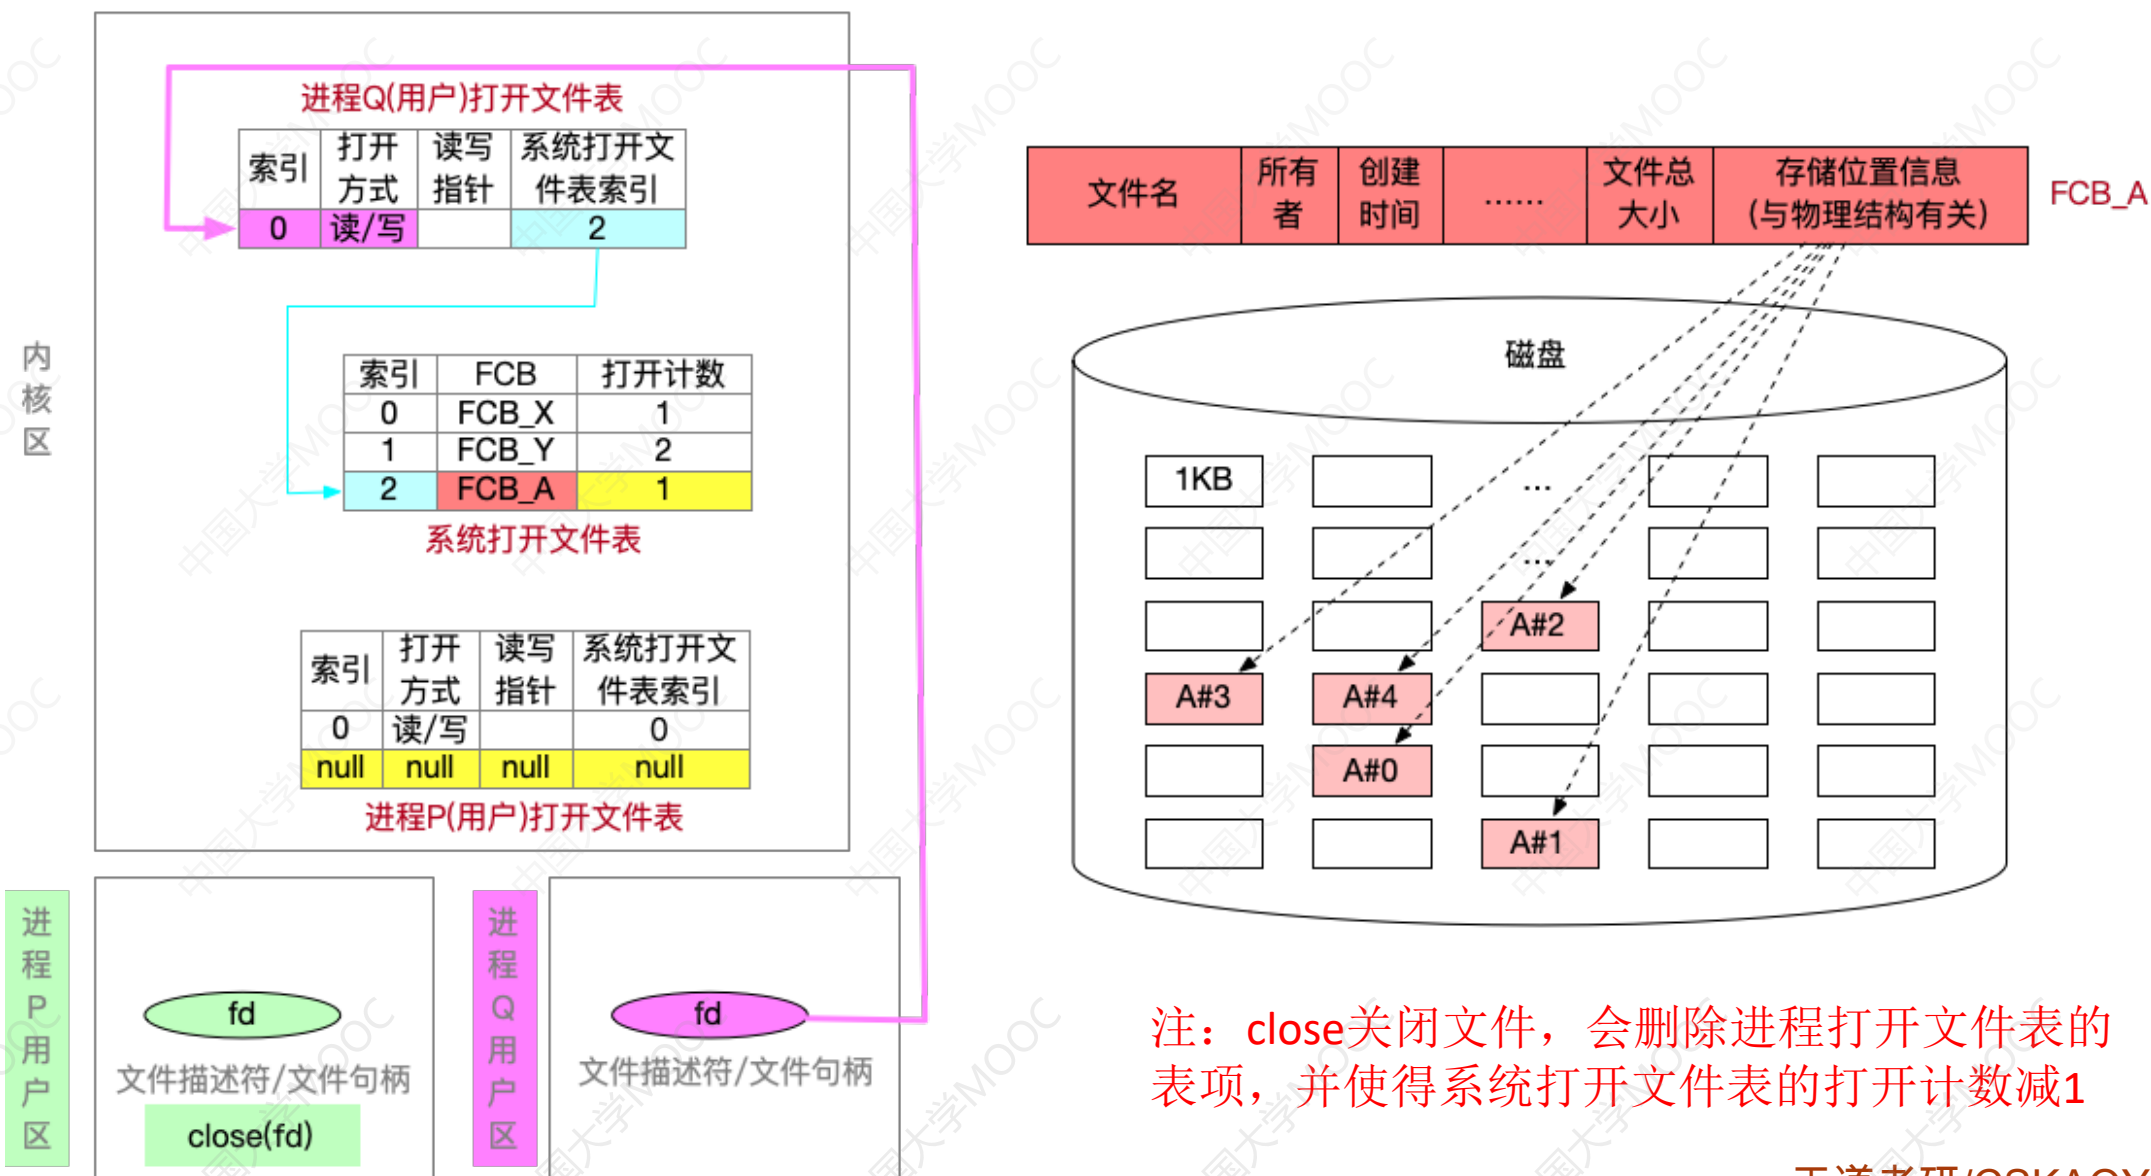 进程Q(用户)打开文件表
索引 打开方式 读写指针 系统打开文件表索引
0 读/写 2
索引 FCB 打开计数
0 FCB_X 1
1 FCB_Y 2
2 FCB_A 1
系统打开文件表
索引 打开方式 读写指针 系统打开文件表索引
0 读/写 0
null null null null
进程P(用户)打开文件表
内核区
进程P用户区
fd
文件描述符/文件句柄
close(fd)
进程Q用户区
fd
文件描述符/文件句柄
文件名 所有者 创建时间 …… 文件总大小 存储位置信息(与物理结构有关) FCB_A
磁盘
1KB ...
...
A#2
A#3 A#4
A#0
A#1
注：close关闭文件，会删除进程打开文件表的
表项，并使得系统打开文件表的打开计数减1
中国大学MOOC